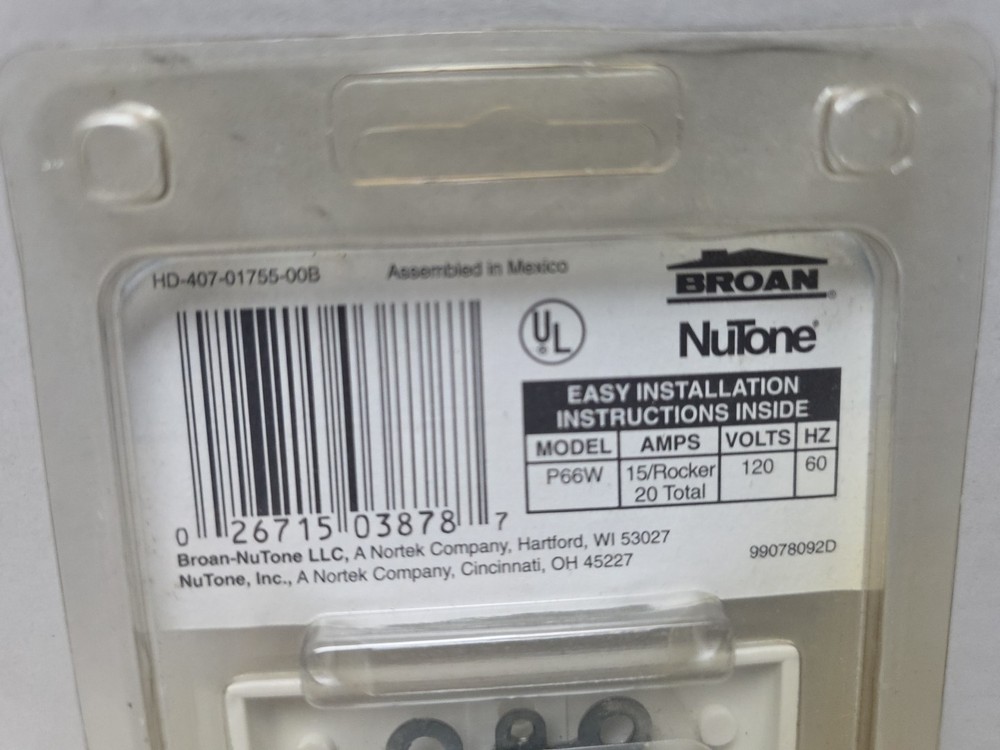 HD-407-01755-00B
Assembled in Mexico
BROAN®
UL
NuTone®
EASY INSTALLATION
INSTRUCTIONS INSIDE
MODEL AMPS VOLTS HZ
P66W 15/Rocker 120 60
20 Total
0 26715 03878 7
Broan-NuTone LLC, A Nortek Company, Hartford, WI 53027
NuTone, Inc., A Nortek Company, Cincinnati, OH 45227
99078092D